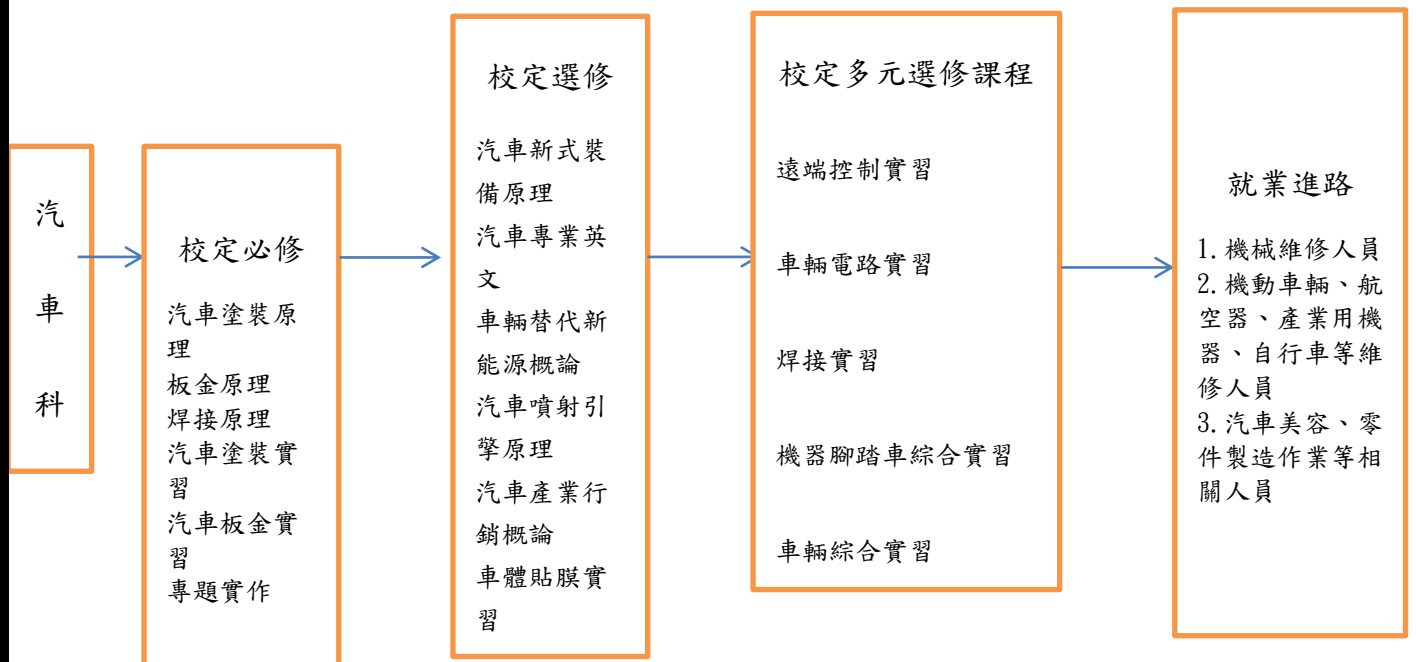 汽
車
科
校定必修
汽車塗裝原
理
板金原理
焊接原理
汽車塗裝實
習
汽車板金實
習
專題實作
校定選修
汽車新式裝
備原理
汽車專業英
文
車輛替代新
能源概論
汽車噴射引
擎原理
汽車產業行
銷概論
車體貼膜實
習
校定多元選修課程
遠端控制實習
車輛電路實習
焊接實習
機器腳踏車綜合實習
車輛綜合實習
就業進路
1.機械維修人員
2.機動車輛、航
空器、產業用機
器、自行車等維
修人員
3.汽車美容、零
件製造作業等相
關人員